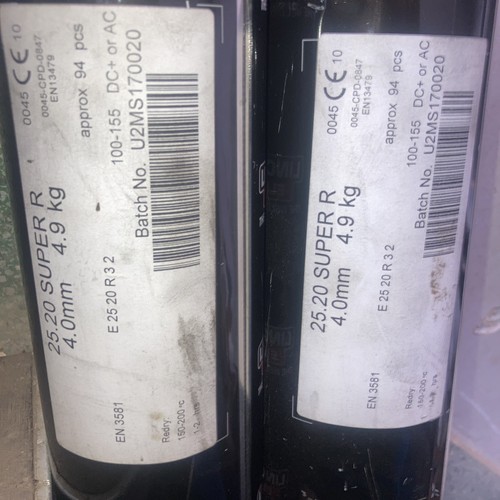 25.20 SUPER R
4.0mm 4.9 kg
E 25 20 R 3 2
EN 3581
Redry
150-200 °C
1-2 hrs
0045 CE 10
0045-CPD-0847
EN13479
approx 94 pcs
100-155 DC+ or AC
Batch No. U2MS170020
25.20 SUPER R
4.0mm 4.9 kg
E 25 20 R 3 2
EN 3581
Redry
150-200 °C
0045 CE 10
0045-CPD-0847
EN13479
approx 94 pcs
100-155 DC+ or AC
Batch No. U2MS170020